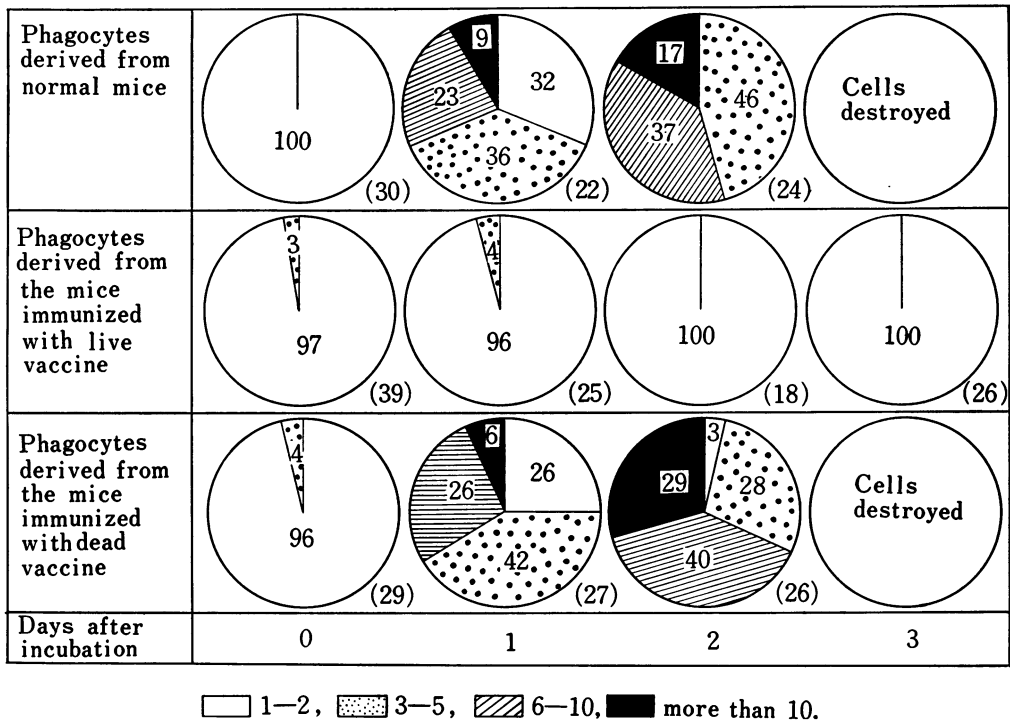 Phagocytes
derived from
normal mice
100
(30)
9
32
23
36
(22)
17
46
37
(24)
Cells
destroyed
Phagocytes
derived from
the mice
immunized
with live
vaccine
3
97
(39)
4
96
(25)
100
(18)
100
(26)
Phagocytes
derived from
the mice
immunized
with dead
vaccine
4
96
(29)
6
26
26
42
(27)
3
29
28
40
(26)
Cells
destroyed
Days after
incubation
0
1
2
3
1—2, 3—5, 6—10, more than 10.